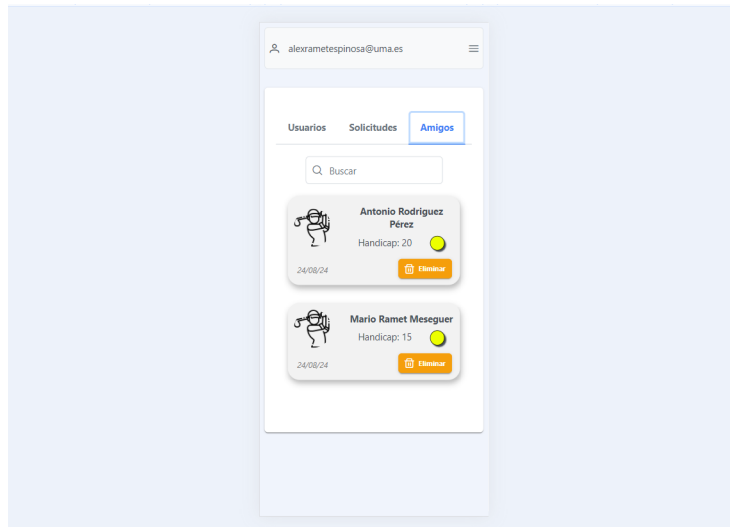 alexrametespinosa@uma.es
Usuarios Solicitudes Amigos
Buscar
Antonio Rodriguez
Pérez
Handicap: 20
24/08/24 Eliminar
Mario Ramet Meseguer
Handicap: 15
24/08/24 Eliminar